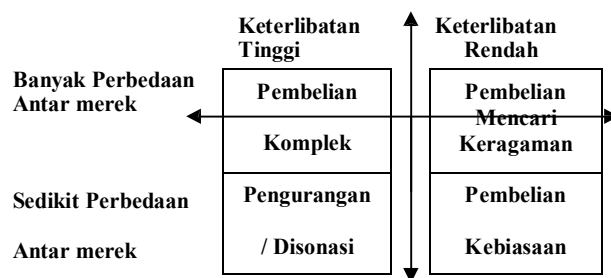 Keterlibatan
Tinggi
Keterlibatan
Rendah
Banyak Perbedaan
Antar merek
Pembelian
Komplek
Pembelian
Mencari
Keragaman
Sedikit Perbedaan
Antar merek
Pengurangan
/ Disonasi
Pembelian
Kebiasaan